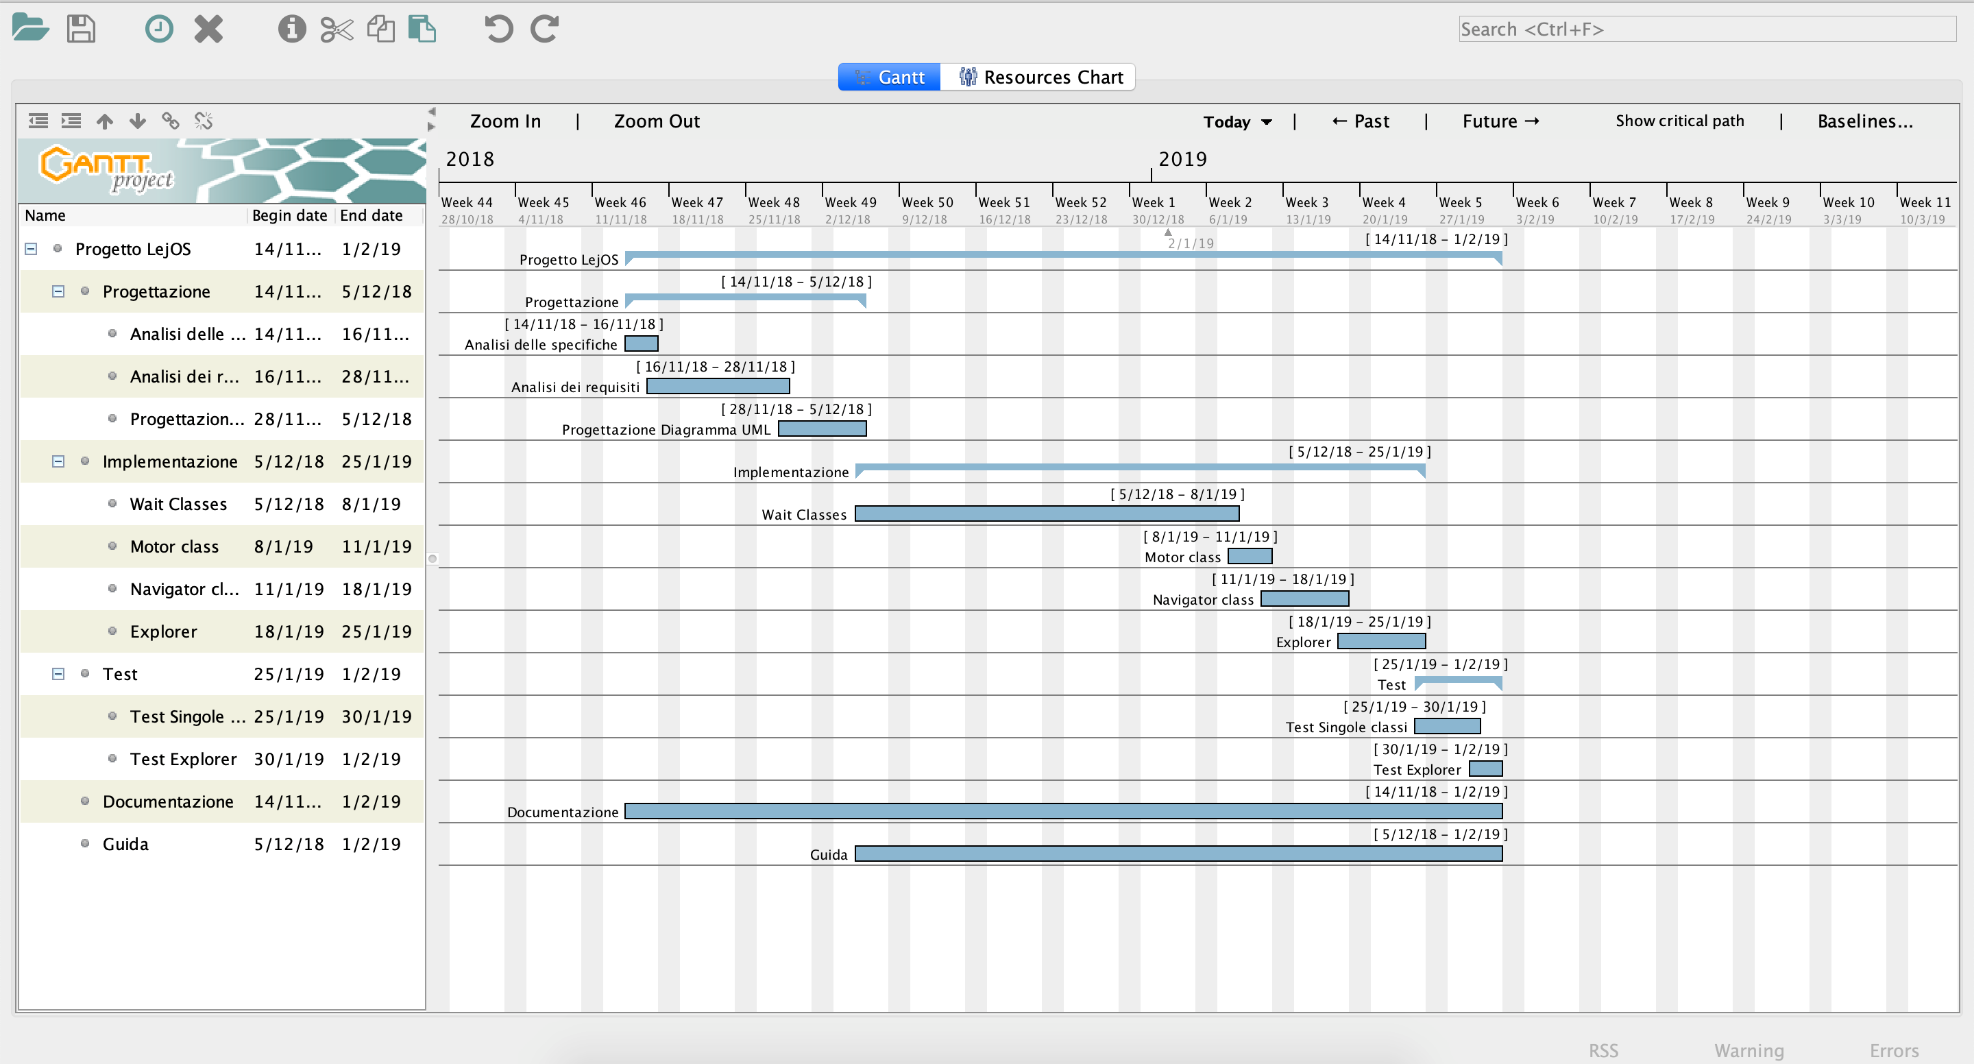 Search <Ctrl+F>
Gantt
Resources Chart
Zoom In | Zoom Out
Today | ← Past | Future → Show critical path | Baselines...
GANTT project
2018 2019
Name Begin date End date
Week 44 Week 45 Week 46 Week 47 Week 48 Week 49 Week 50 Week 51 Week 52 Week 1 Week 2 Week 3 Week 4 Week 5 Week 6 Week 7 Week 8 Week 9 Week 10 Week 11
28/10/18 4/11/18 11/11/18 18/11/18 25/11/18 2/12/18 9/12/18 16/12/18 23/12/18 30/12/18 6/1/19 13/1/19 20/1/19 27/1/19 3/2/19 10/2/19 17/2/19 24/2/19 3/3/19 10/3/19
2/1/19
Progetto LejOS 14/11... 1/2/19
[ 14/11/18 - 1/2/19 ]
Progetto LejOS
Progettazione 14/11... 5/12/18
[ 14/11/18 - 5/12/18 ]
Progettazione
Analisi delle ... 14/11... 16/11...
[ 14/11/18 - 16/11/18 ]
Analisi delle specifiche
Analisi dei r... 16/11... 28/11...
[ 16/11/18 - 28/11/18 ]
Analisi dei requisiti
Progettazion... 28/11... 5/12/18
[ 28/11/18 - 5/12/18 ]
Progettazione Diagramma UML
Implementazione 5/12/18 25/1/19
[ 5/12/18 - 25/1/19 ]
Implementazione
Wait Classes 5/12/18 8/1/19
[ 5/12/18 - 8/1/19 ]
Wait Classes
Motor class 8/1/19 11/1/19
[ 8/1/19 - 11/1/19 ]
Motor class
Navigator cl... 11/1/19 18/1/19
[ 11/1/19 - 18/1/19 ]
Navigator class
Explorer 18/1/19 25/1/19
[ 18/1/19 - 25/1/19 ]
Explorer
Test 25/1/19 1/2/19
[ 25/1/19 - 1/2/19 ]
Test
Test Singole ... 25/1/19 30/1/19
[ 25/1/19 - 30/1/19 ]
Test Singole classi
Test Explorer 30/1/19 1/2/19
[ 30/1/19 - 1/2/19 ]
Test Explorer
Documentazione 14/11... 1/2/19
[ 14/11/18 - 1/2/19 ]
Documentazione
Guida 5/12/18 1/2/19
[ 5/12/18 - 1/2/19 ]
Guida
RSS Warning Errors